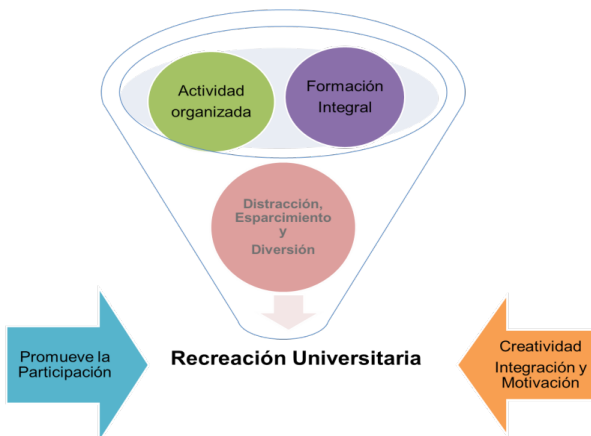 Actividad
organizada
Formación
Integral
Distracción,
Esparcimiento
y
Diversión
Promueve la
Participación
Recreación Universitaria
Creatividad
Integración y
Motivación